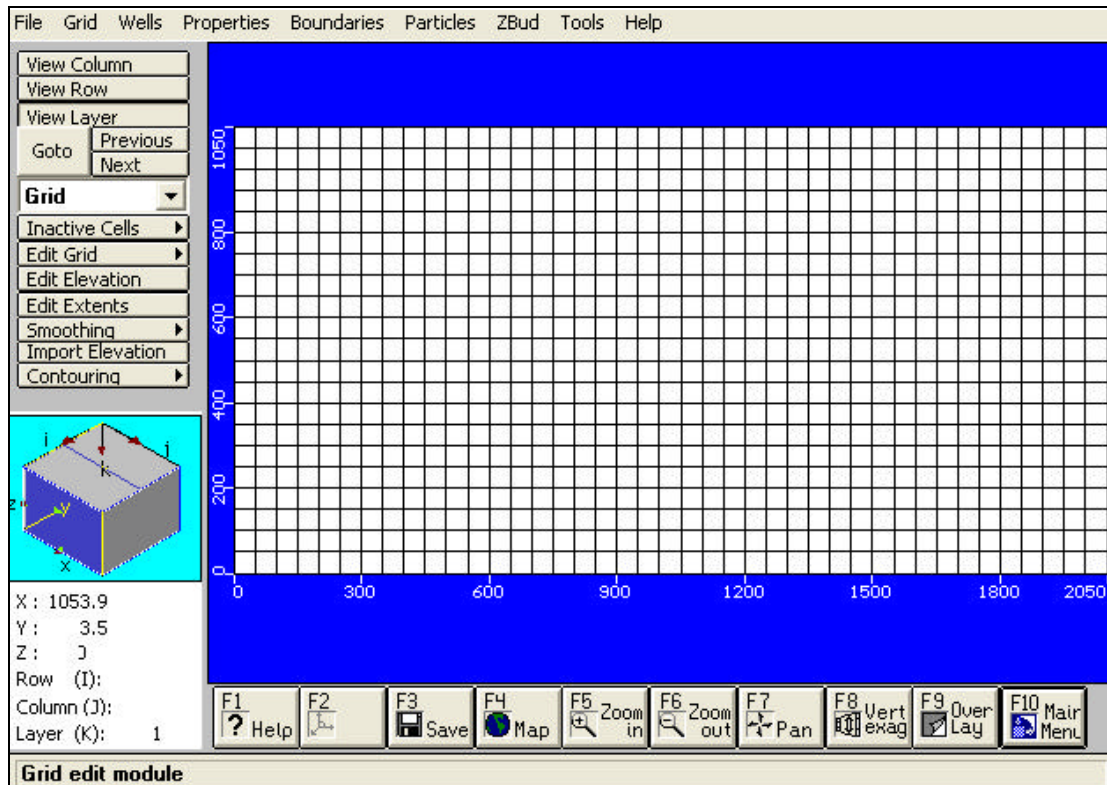 File Grid Wells Properties Boundaries Particles ZBud Tools Help
View Column
View Row
View Layer
Goto
Previous
Next
Grid
Inactive Cells
Edit Grid
Edit Elevation
Edit Extents
Smoothing
Import Elevation
Contouring
i
j
k
z
y
x
X : 1053.9
Y : 3.5
Z :
Row (I):
Column (J):
Layer (K): 1
1050
800
600
400
200
0
0 300 600 900 1200 1500 1800 2050
F1 ? Help
F2
F3 Save
F4 Map
F5 Zoom in
F6 Zoom out
F7 Pan
F8 Vert exag
F9 Over Lay
F10 Main Menu
Grid edit module